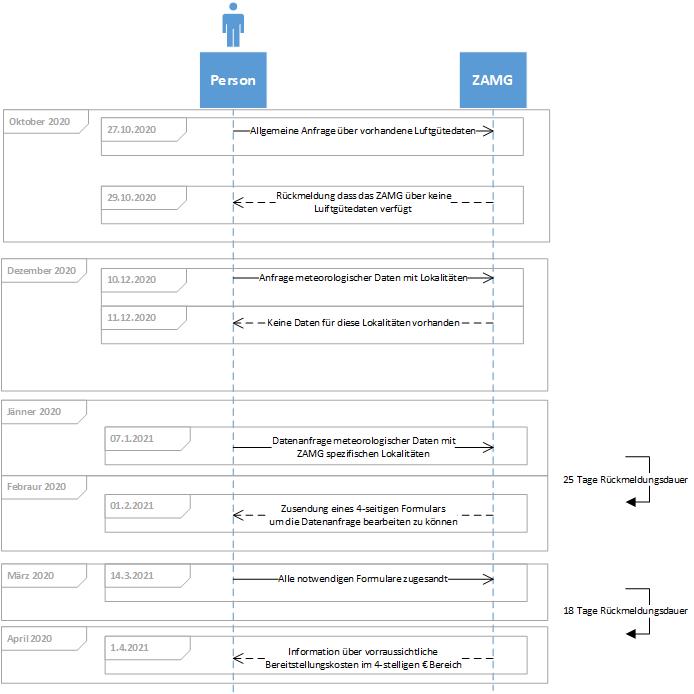 Person
ZAMG
Oktober 2020
27.10.2020
Allgemeine Anfrage über vorhandene Luftgütedaten
29.10.2020
Rückmeldung dass das ZAMG über keine
Luiftgütedaten verfügt
Dezember 2020
10.12.2020
Anfrage meteorologischer Daten mit Lokalitäten
11.12.2020
Keine Daten für diese Lokalitäten vorhanden
Jänner 2020
07.1.2021
Datenanfrage meteorologischer Daten mit
ZAMG spezifischen Lokalitäten
25 Tage Rückmeldungsdauer
Febraur 2020
01.2.2021
Zusendung eines 4-seitigen Formulars
um die Datenanfrage bearbeiten zu können
März 2020
14.3.2021
Alle notwendigen Formulare zugesandt
18 Tage Rückmeldungsdauer
April 2020
1.4.2021
Information über vorraussichtliche
Bereitstellungskosten im 4-stelligen € Bereich